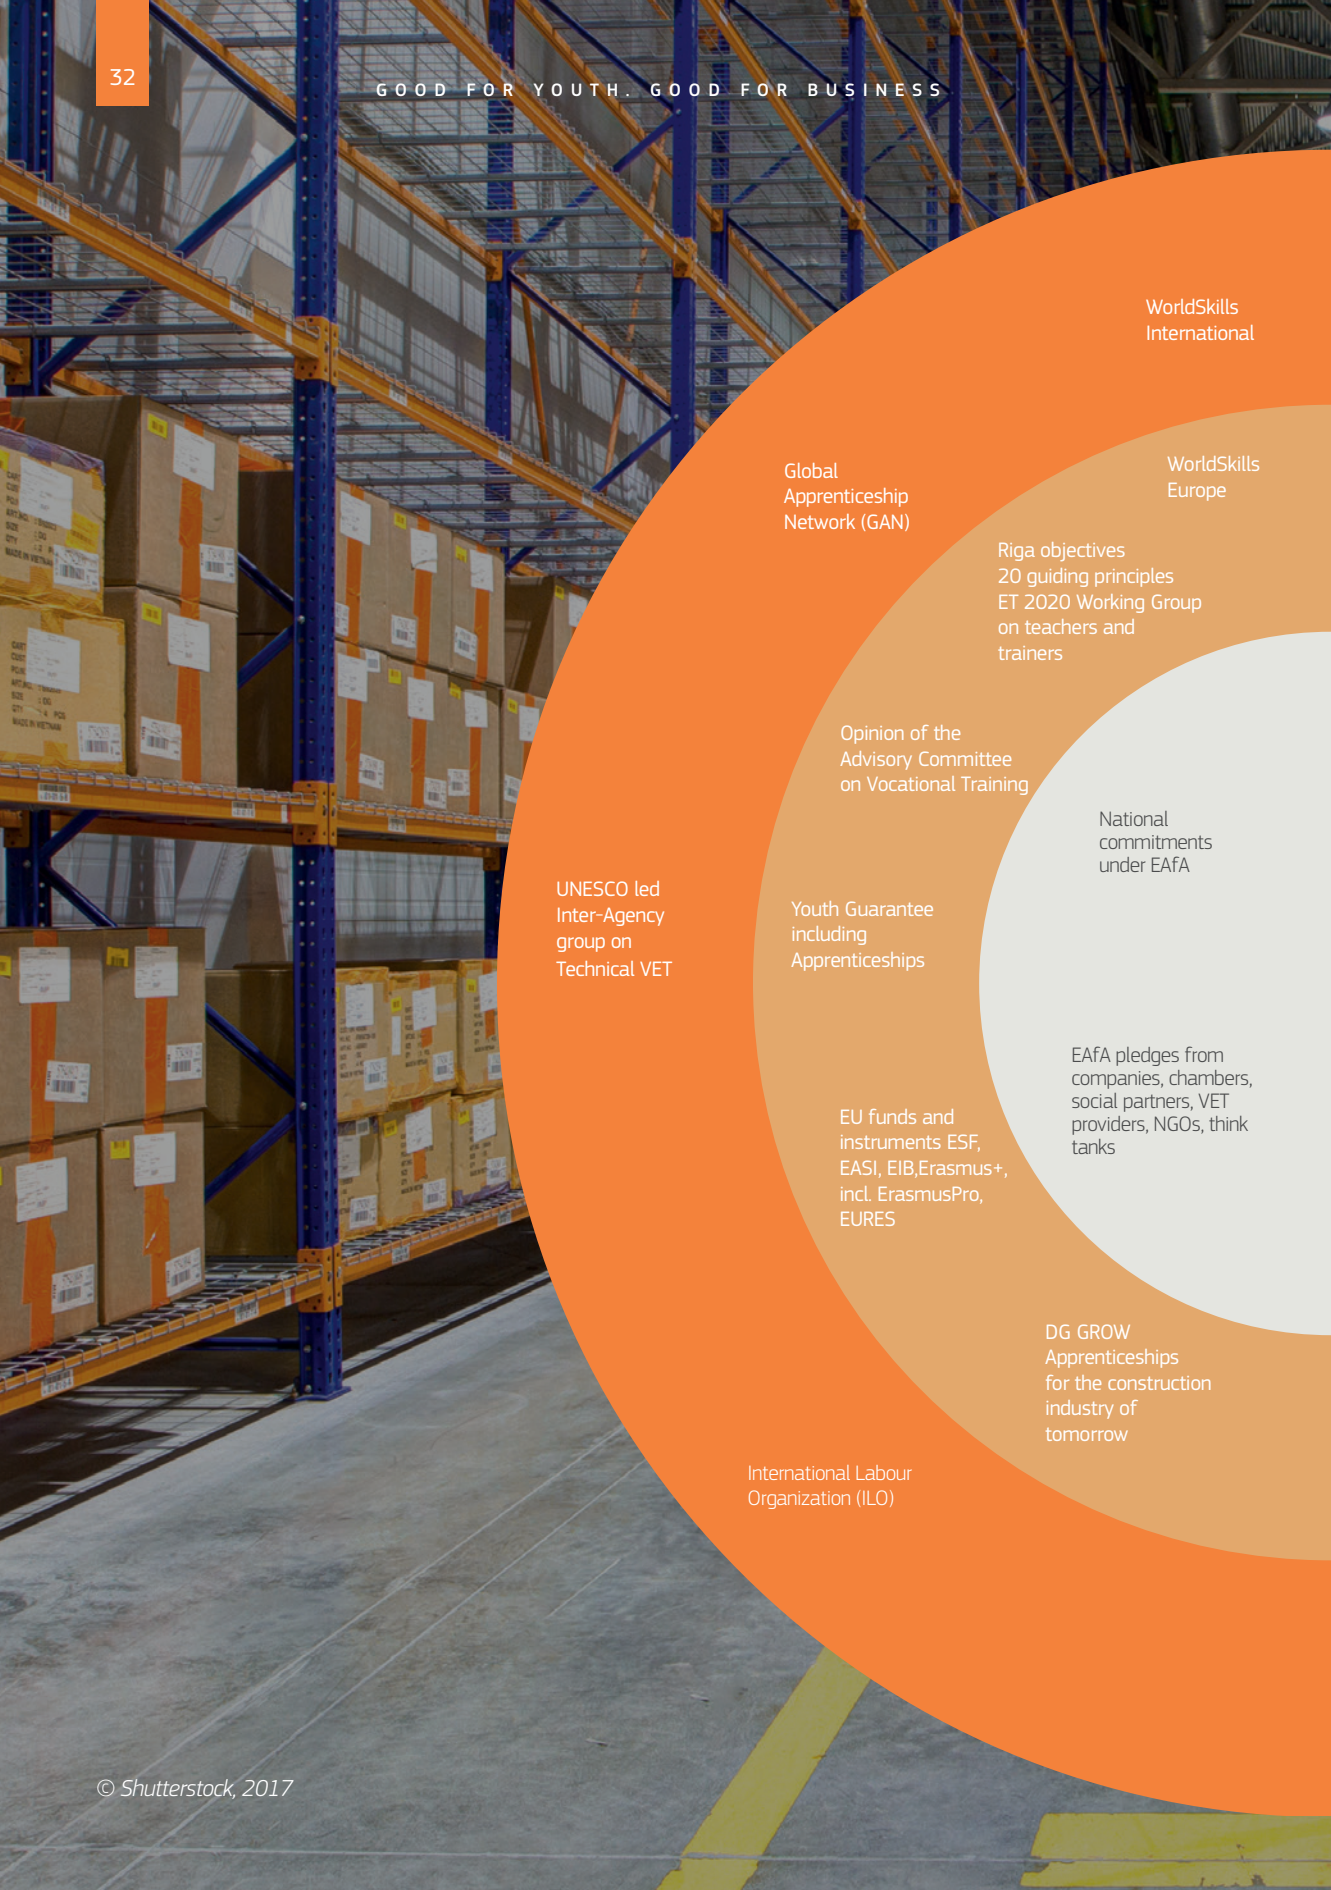 32
GOOD FOR YOUTH. GOOD FOR BUSINESS
WorldSkills
International
Global
Apprenticeship
Network (GAN)
WorldSkills
Europe
Riga objectives
20 guiding principles
ET 2020 Working Group
on teachers and
trainers
Opinion of the
Advisory Committee
on Vocational Training
National
commitments
under EAfA
UNESCO led
Inter-Agency
group on
Technical VET
Youth Guarantee
including
Apprenticeships
EAfA pledges from
companies, chambers,
social partners, VET
providers, NGOs, think
tanks
EU funds and
instruments ESF,
EASI, EIB,Erasmus+,
incl. ErasmusPro,
EURES
DG GROW
Apprenticeships
for the construction
industry of
tomorrow
International Labour
Organization (ILO)
© Shutterstock, 2017